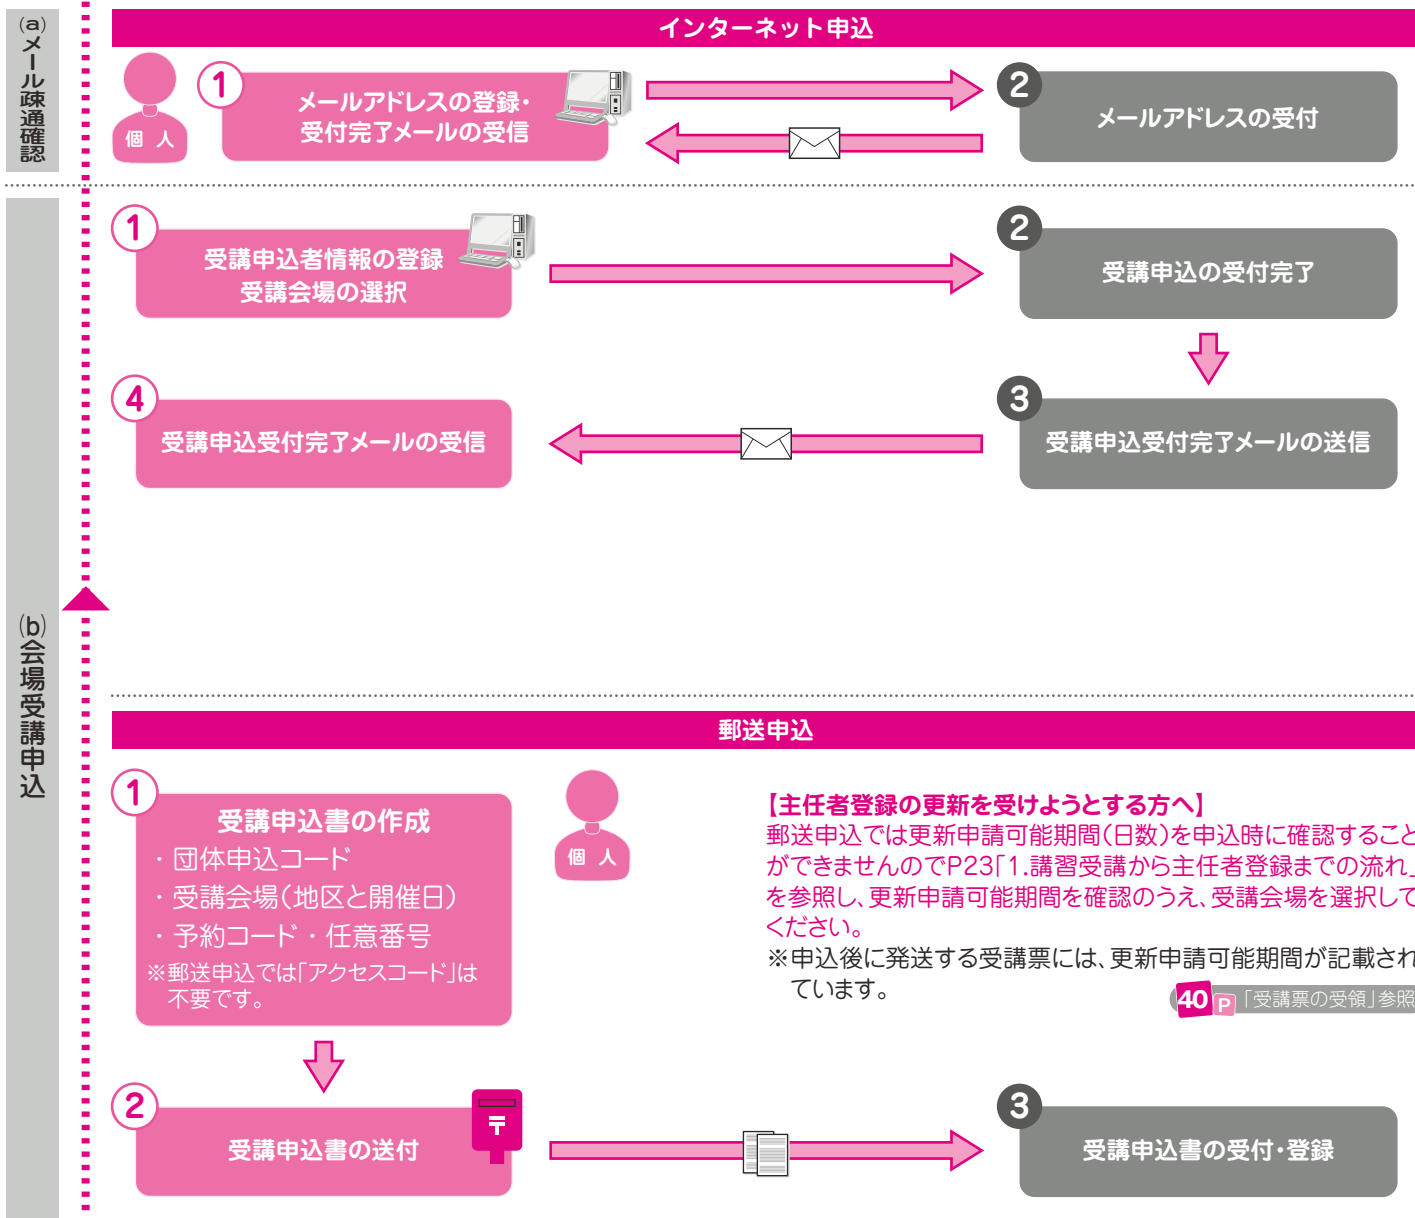 (a)メール疎通確認
インターネット申込
個 人
1
メールアドレスの登録・
受付完了メールの受信
2
メールアドレスの受付
(b)会場受講申込
1
受講申込者情報の登録
受講会場の選択
2
受講申込の受付完了
4
受講申込受付完了メールの受信
3
受講申込受付完了メールの送信
郵送申込
1
受講申込書の作成
・団体申込コード
・受講会場(地区と開催日)
・予約コード・任意番号
※郵送申込では「アクセスコード」は
不要です。
個 人
【主任者登録の更新を受けようとする方へ】
郵送申込では更新申請可能期間(日数)を申込時に確認すること
ができませんのでP23「1.講習受講から主任者登録までの流れ」
を参照し、更新申請可能期間を確認のうえ、受講会場を選択して
ください。
※申込後に発送する受講票には、更新申請可能期間が記載され
ています。
40 P 「受講票の受領」参照
2
受講申込書の送付
〒
3
受講申込書の受付・登録